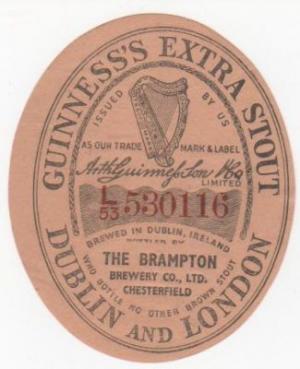 GUINNESS'S EXTRA STOUT
ISSUED BY US
AS OUR TRADE MARK & LABEL
Arth Guinness Son & Co
LIMITED
L/53 530116
BREWED IN DUBLIN, IRELAND
BOTTLED BY
THE BRAMPTON
BREWERY CO., LTD.
CHESTERFIELD
WHO BOTTLE NO OTHER BROWN STOUT
DUBLIN AND LONDON